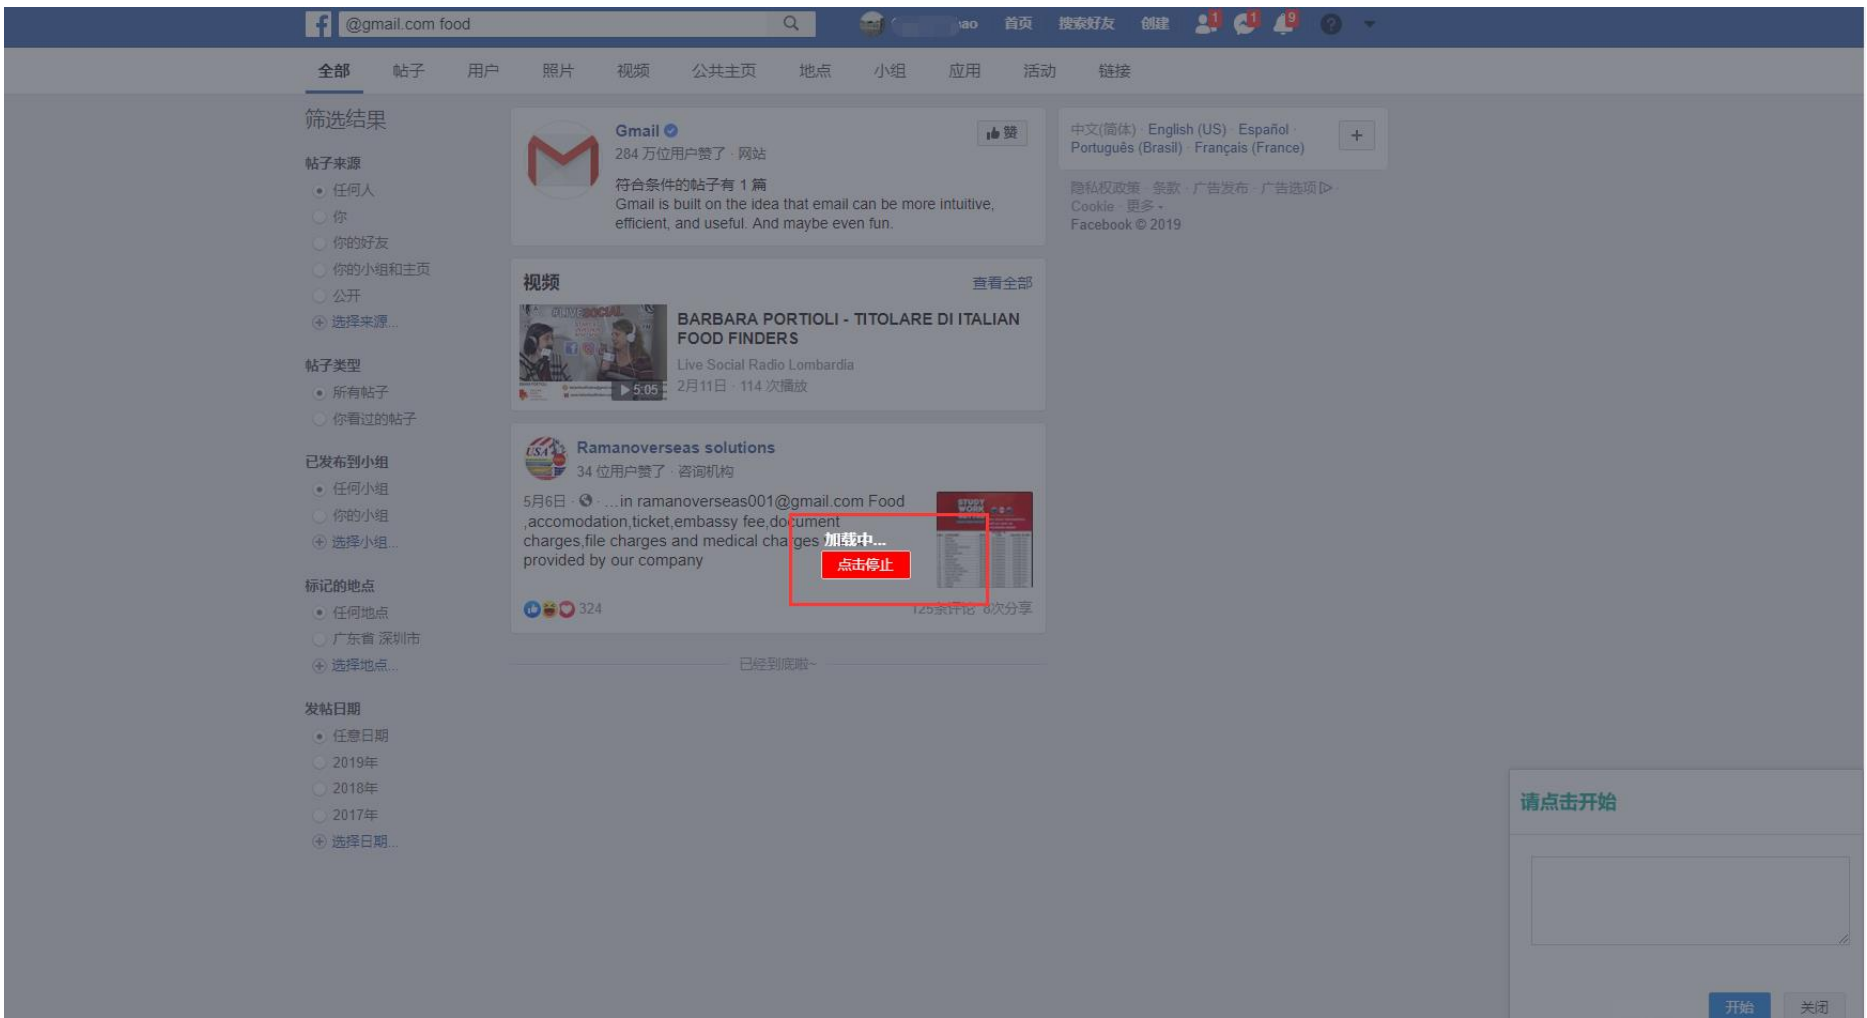 @gmail.com food
ao 首页 搜索好友 创建 1 1 9
全部 帖子 用户 照片 视频 公共主页 地点 小组 应用 活动 链接
筛选结果
帖子来源
任何人
你
你的好友
你的小组和主页
公开
选择来源...
帖子类型
所有帖子
你看过的帖子
已发布到小组
任何小组
你的小组
选择小组...
标记的地点
任何地点
广东省 深圳市
选择地点...
发帖日期
任意日期
2019年
2018年
2017年
选择日期...
Gmail
赞
284 万位用户赞了 · 网站
符合条件的帖子有 1 篇
Gmail is built on the idea that email can be more intuitive,
efficient, and useful. And maybe even fun.
视频 查看全部
#LIVESOCIAL
5:05
BARBARA PORTIOLI - TITOLARE DI ITALIAN
FOOD FINDERS
Live Social Radio Lombardia
2月11日 · 114 次播放
USA
Ramanoverseas solutions
34 位用户赞了 · 咨询机构
5月6日 · ...in ramanoverseas001@gmail.com Food
,accomodation,ticket,embassy fee,document
charges,file charges and medical charges
provided by our company
STUDY
WORK
加载中...
点击停止
324
125条评论 8次分享
已经到底啦~
中文(简体) · English (US) · Español ·
Português (Brasil) · Français (France)
+
隐私权政策 · 条款 · 广告发布 · 广告选项 ·
Cookie · 更多
Facebook © 2019
请点击开始
开始 关闭